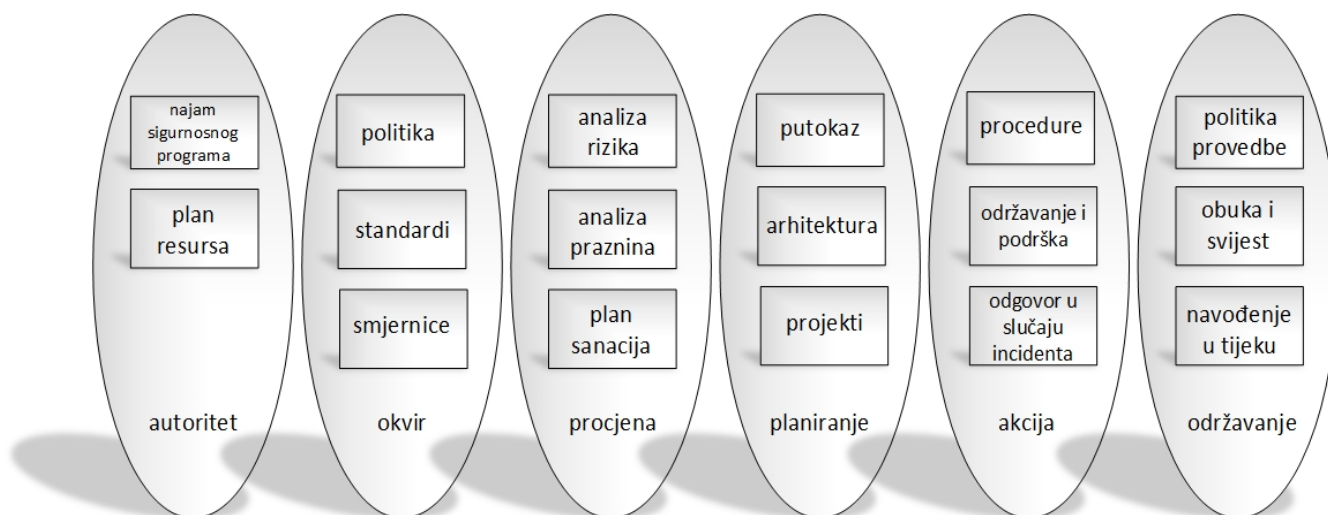 najam
sigurnosnog
programa
plan
resursa
autoritet
politika
standardi
smjernice
okvir
analiza
rizika
analiza
praznina
plan
sanacija
procjena
putokaz
arhitektura
projekti
planiranje
procedure
održavanje i
podrška
odgovor u
slučaju
incidenta
akcija
politika
provedbe
obuka i
svijest
navođenje
u tijeku
održavanje